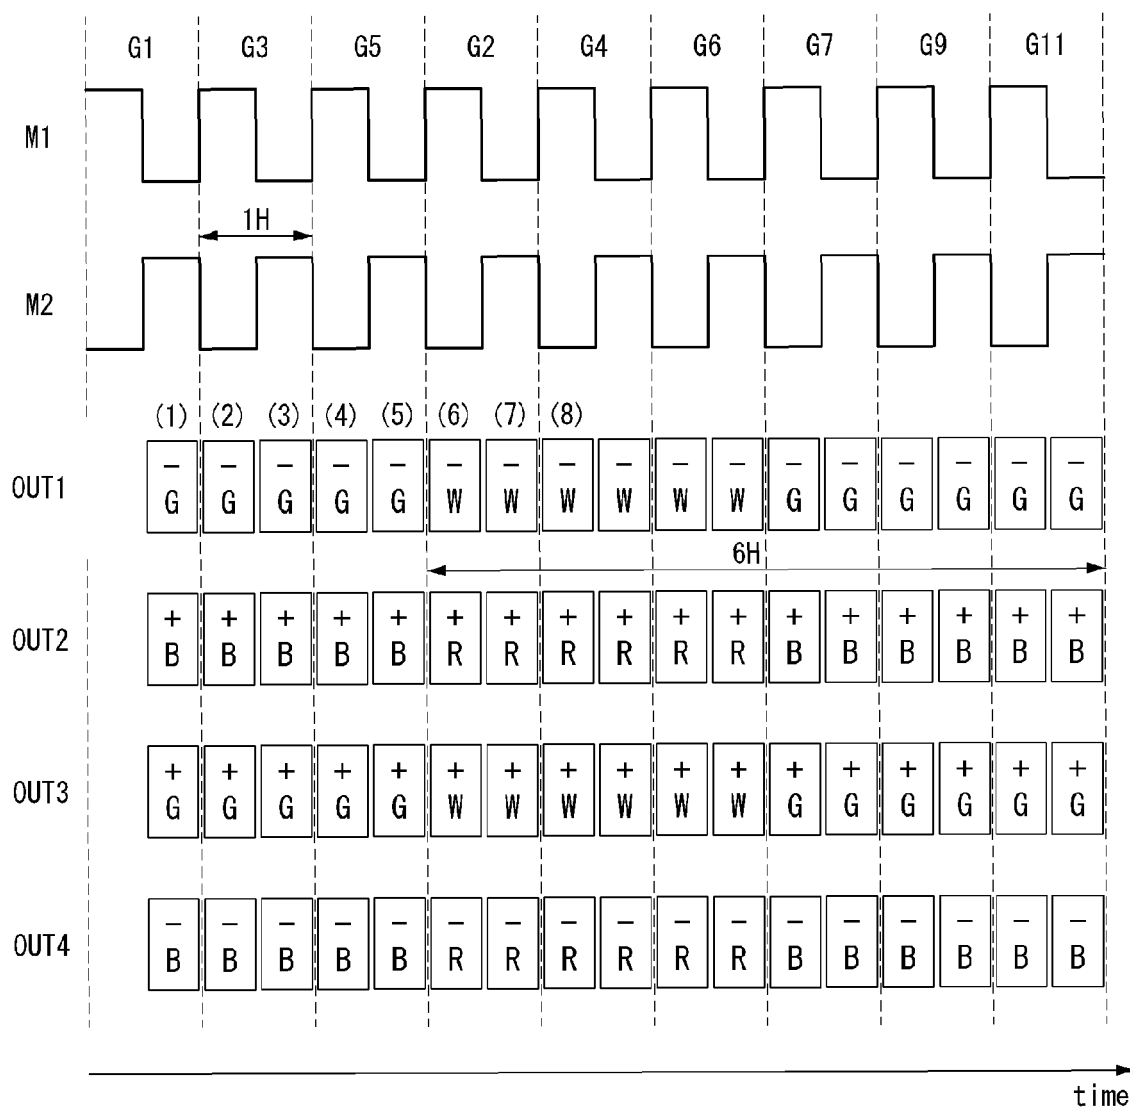 G1 G3 G5 G2 G4 G6 G7 G9 G11
M1
1H
M2
(1) (2) (3) (4) (5) (6) (7) (8)
− − − − − − − − − − − − − − − − −
OUT1 G G G G G W W W W W W G G G G G G
6H
+ + + + + + + + + + + + + + + + +
OUT2 B B B B B R R R R R R B B B B B B
+ + + + + + + + + + + + + + + + +
OUT3 G G G G G W W W W W W G G G G G G
− − − − − − − − − − − − − − − − −
OUT4 B B B B B R R R R R R B B B B B B
time